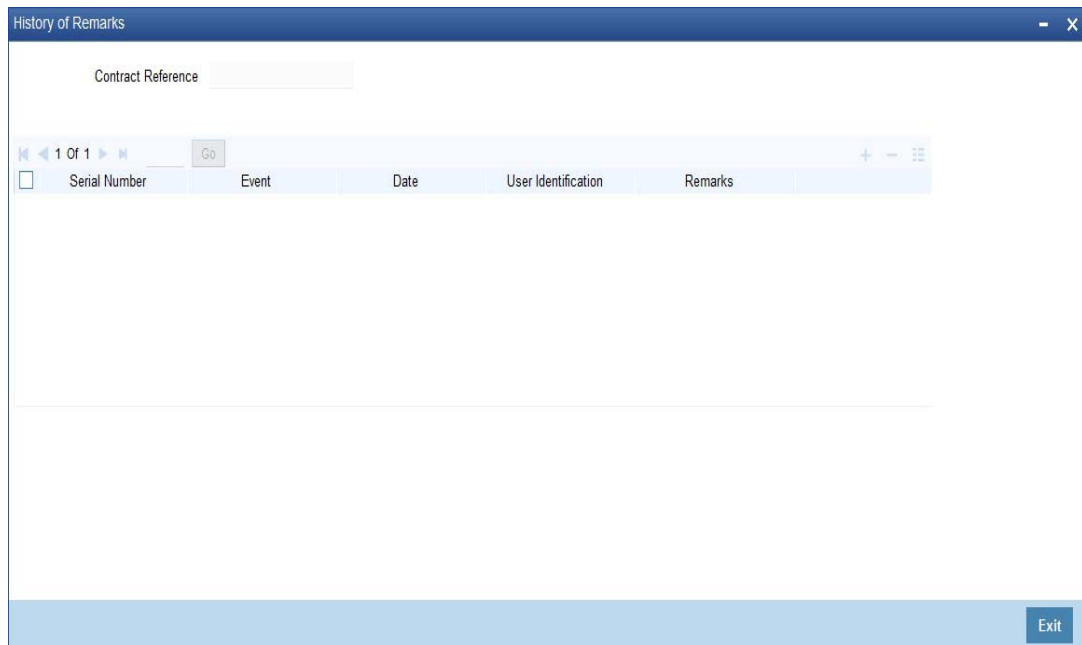 History of Remarks
Contract Reference
1 Of 1 Go
Serial Number Event Date User Identification Remarks
Exit